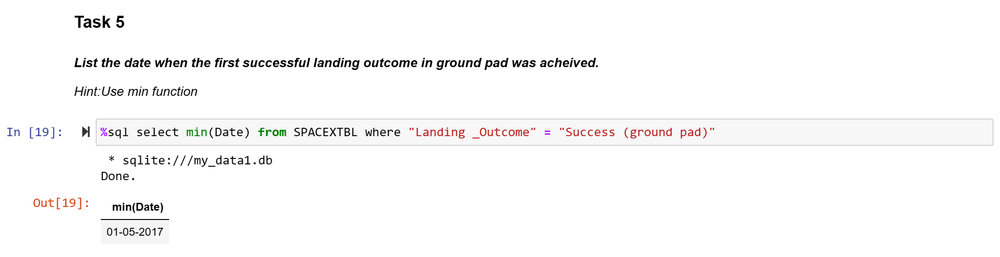 Task 5
List the date when the first successful landing outcome in ground pad was acheived.
Hint:Use min function
In [19]: %sql select min(Date) from SPACEXTBL where "Landing _Outcome" = "Success (ground pad)"
* sqlite:///my_data1.db
Done.
Out[19]: min(Date)
01-05-2017